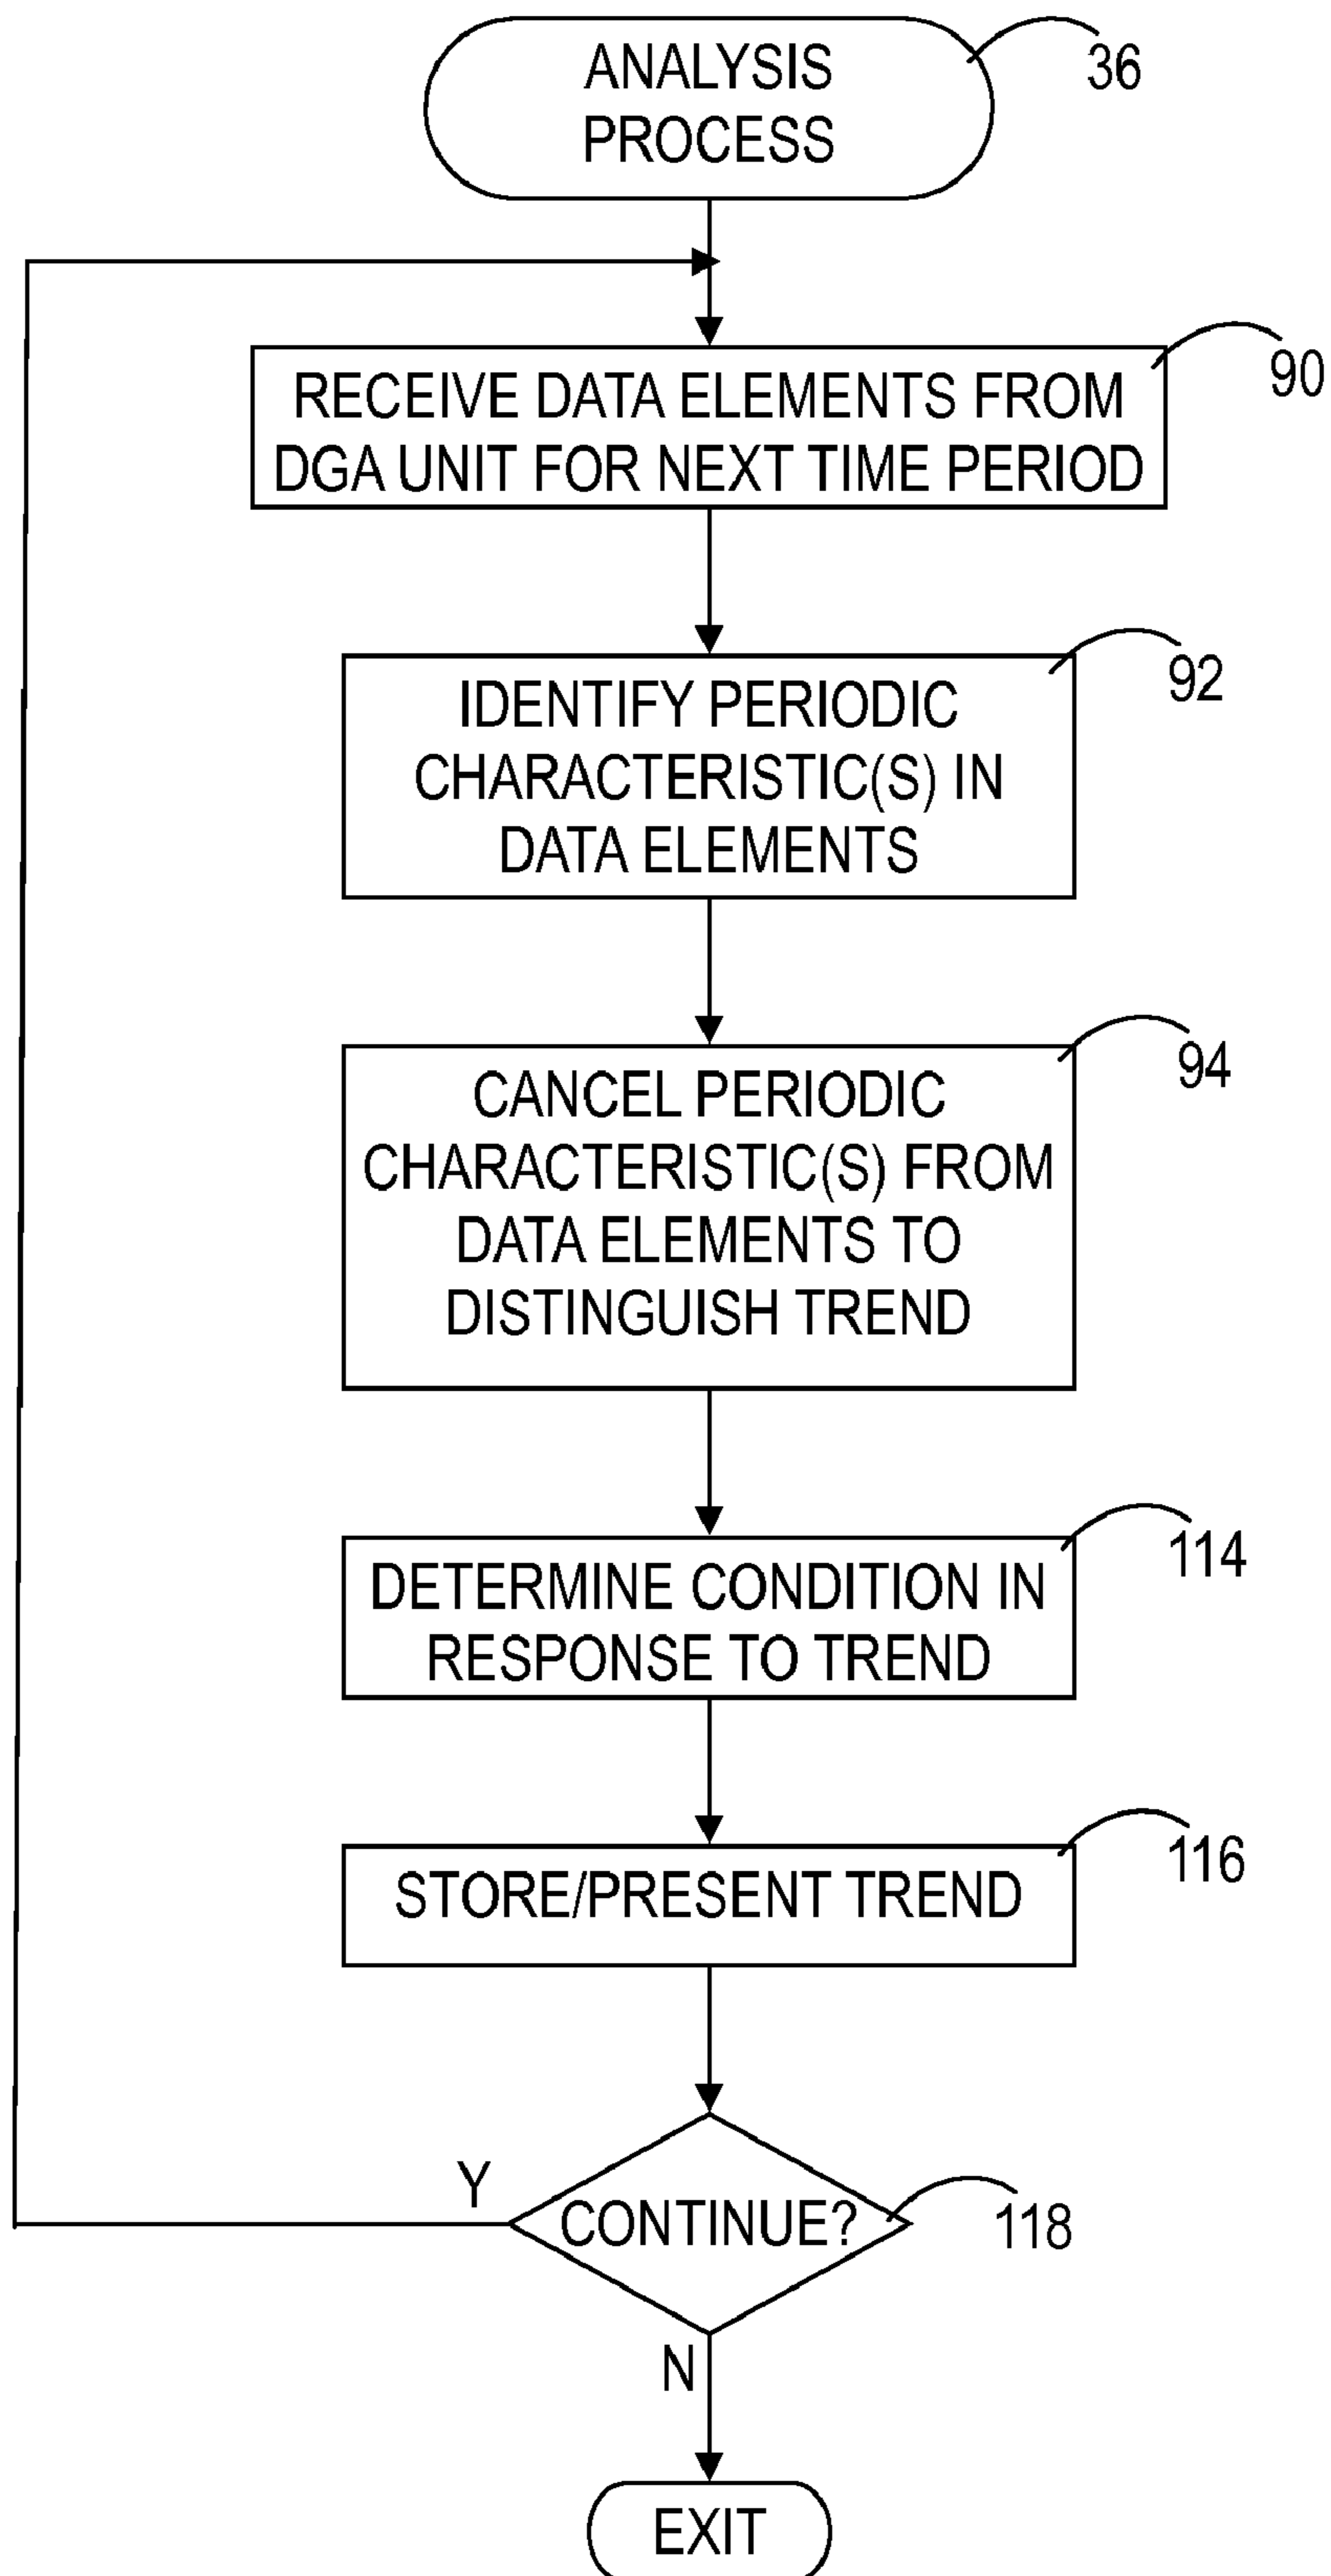 ANALYSIS
PROCESS
36
RECEIVE DATA ELEMENTS FROM
DGA UNIT FOR NEXT TIME PERIOD
90
IDENTIFY PERIODIC
CHARACTERISTIC(S) IN
DATA ELEMENTS
92
CANCEL PERIODIC
CHARACTERISTIC(S) FROM
DATA ELEMENTS TO
DISTINGUISH TREND
94
DETERMINE CONDITION IN
RESPONSE TO TREND
114
STORE/PRESENT TREND
116
Y
CONTINUE?
118
N
EXIT